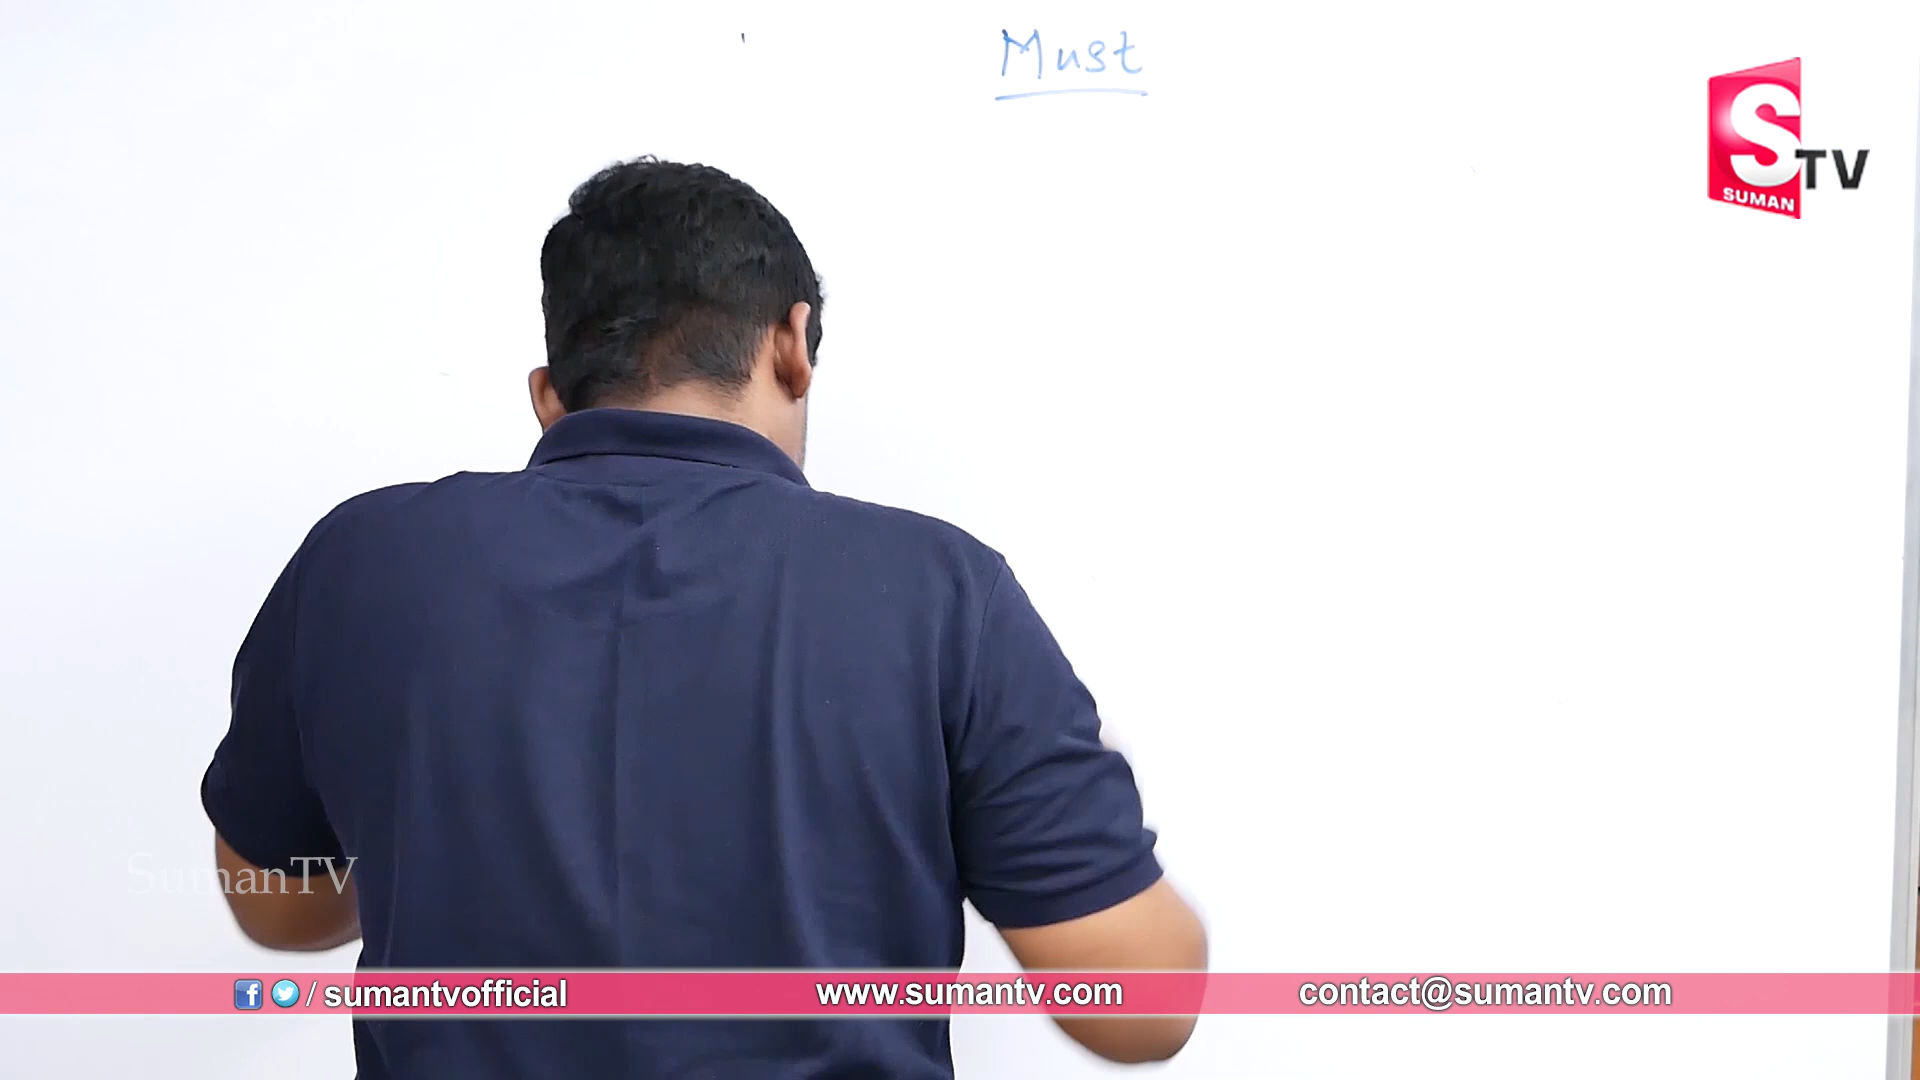 Must
S TV
SUMAN
SumanTV
f / sumantvofficial
www.sumantv.com
contact@sumantv.com